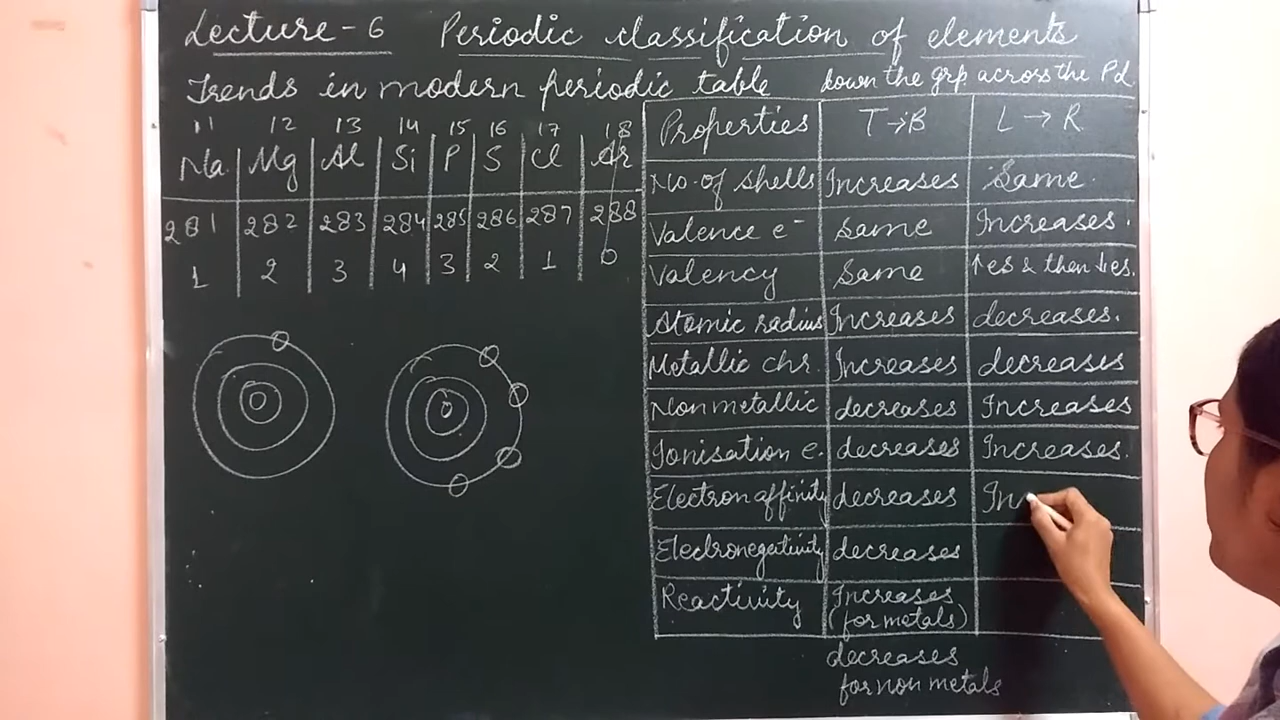 Lecture-6 Periodic classification of elements
Trends in modern periodic table
down the grp across the Pd
11 12 13 14 15 16 17 18
Na Mg Al Si P S Cl Ar
281 282 283 284 285 286 287 288
1 2 3 4 3 2 1 0
Properties T→B L→R
No. of shells Increases Same.
Valence e⁻ Same Increases.
Valency Same ↑es & then ↓es.
Atomic radius Increases decreases.
Metallic chr. Increases decreases
Non metallic decreases Increases
Ionisation e. decreases Increases.
Electron affinity decreases In
Electronegativity decreases
Reactivity Increases
(for metals)
decreases
for non metals